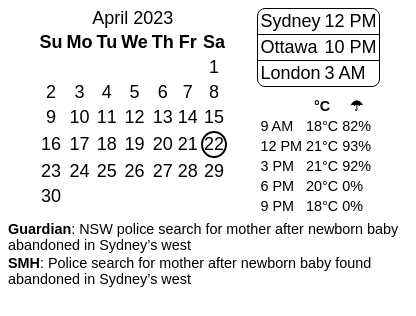 April 2023
Su Mo Tu We Th Fr Sa
1
2 3 4 5 6 7 8
9 10 11 12 13 14 15
16 17 18 19 20 21 22
23 24 25 26 27 28 29
30
Sydney 12 PM
Ottawa 10 PM
London 3 AM
°C ☂
9 AM 18°C 82%
12 PM 21°C 93%
3 PM 21°C 92%
6 PM 20°C 0%
9 PM 18°C 0%
Guardian: NSW police search for mother after newborn baby
abandoned in Sydney’s west
SMH: Police search for mother after newborn baby found
abandoned in Sydney’s west